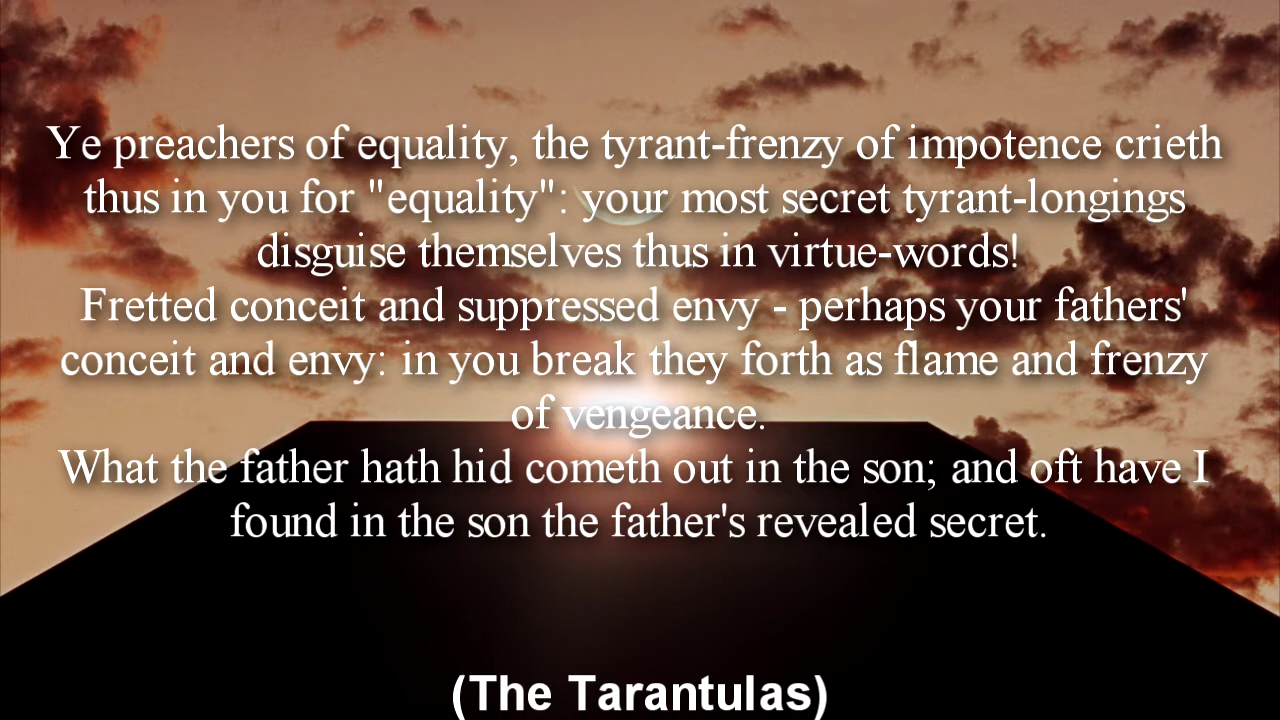 Ye preachers of equality, the tyrant-frenzy of impotence crieth
thus in you for "equality": your most secret tyrant-longings
disguise themselves thus in virtue-words!
Fretted conceit and suppressed envy - perhaps your fathers'
conceit and envy: in you break they forth as flame and frenzy
of vengeance.
What the father hath hid cometh out in the son; and oft have I
found in the son the father's revealed secret.
(The Tarantulas)